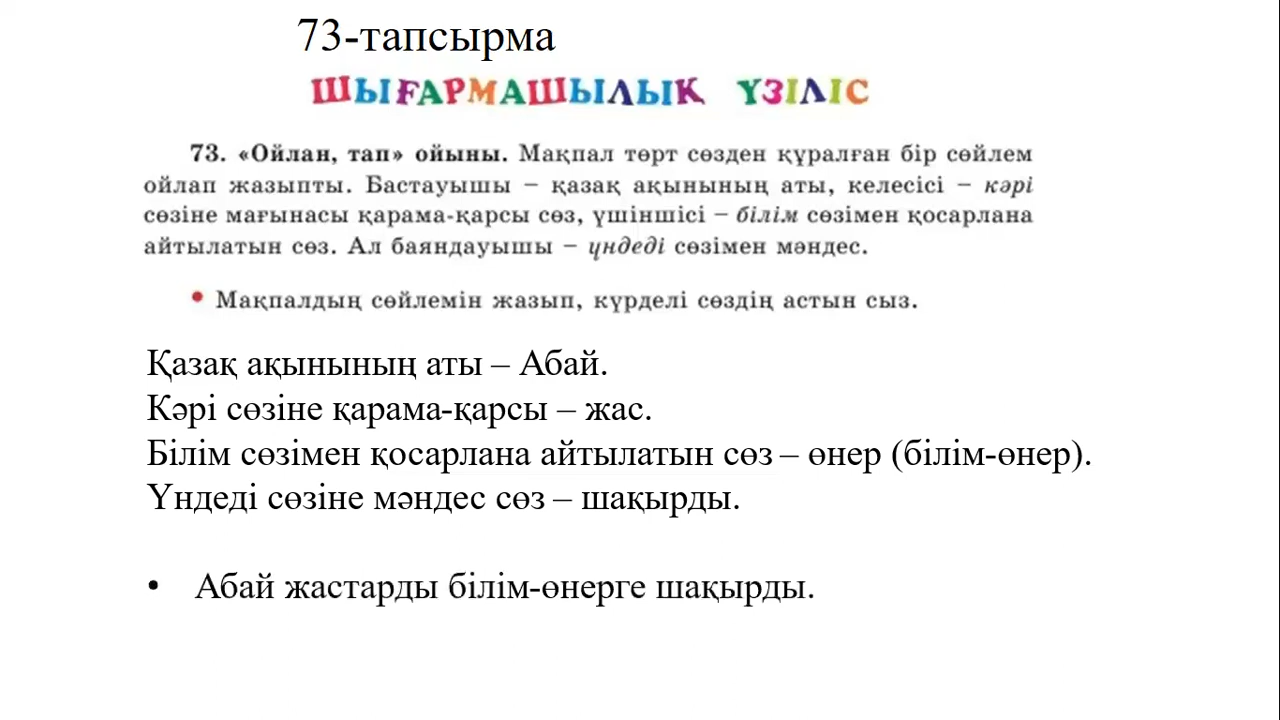 73-тапсырма
ШЫҒАРМАШЫЛЫҚ ҮЗІЛІС
73. «Ойлан, тап» ойыны. Мақпал төрт сөзден құралған бір сөйлем
ойлап жазыпты. Бастауышы – қазақ ақынының аты, келесісі – кәрі
сөзіне мағынасы қарама-қарсы сөз, үшіншісі – білім сөзімен қосарлана
айтылатын сөз. Ал баяндауышы – үндеді сөзімен мәндес.
• Мақпалдың сөйлемін жазып, күрделі сөздің астын сыз.
Қазақ ақынының аты – Абай.
Кәрі сөзіне қарама-қарсы – жас.
Білім сөзімен қосарлана айтылатын сөз – өнер (білім-өнер).
Үндеді сөзіне мәндес сөз – шақырды.
• Абай жастарды білім-өнерге шақырды.